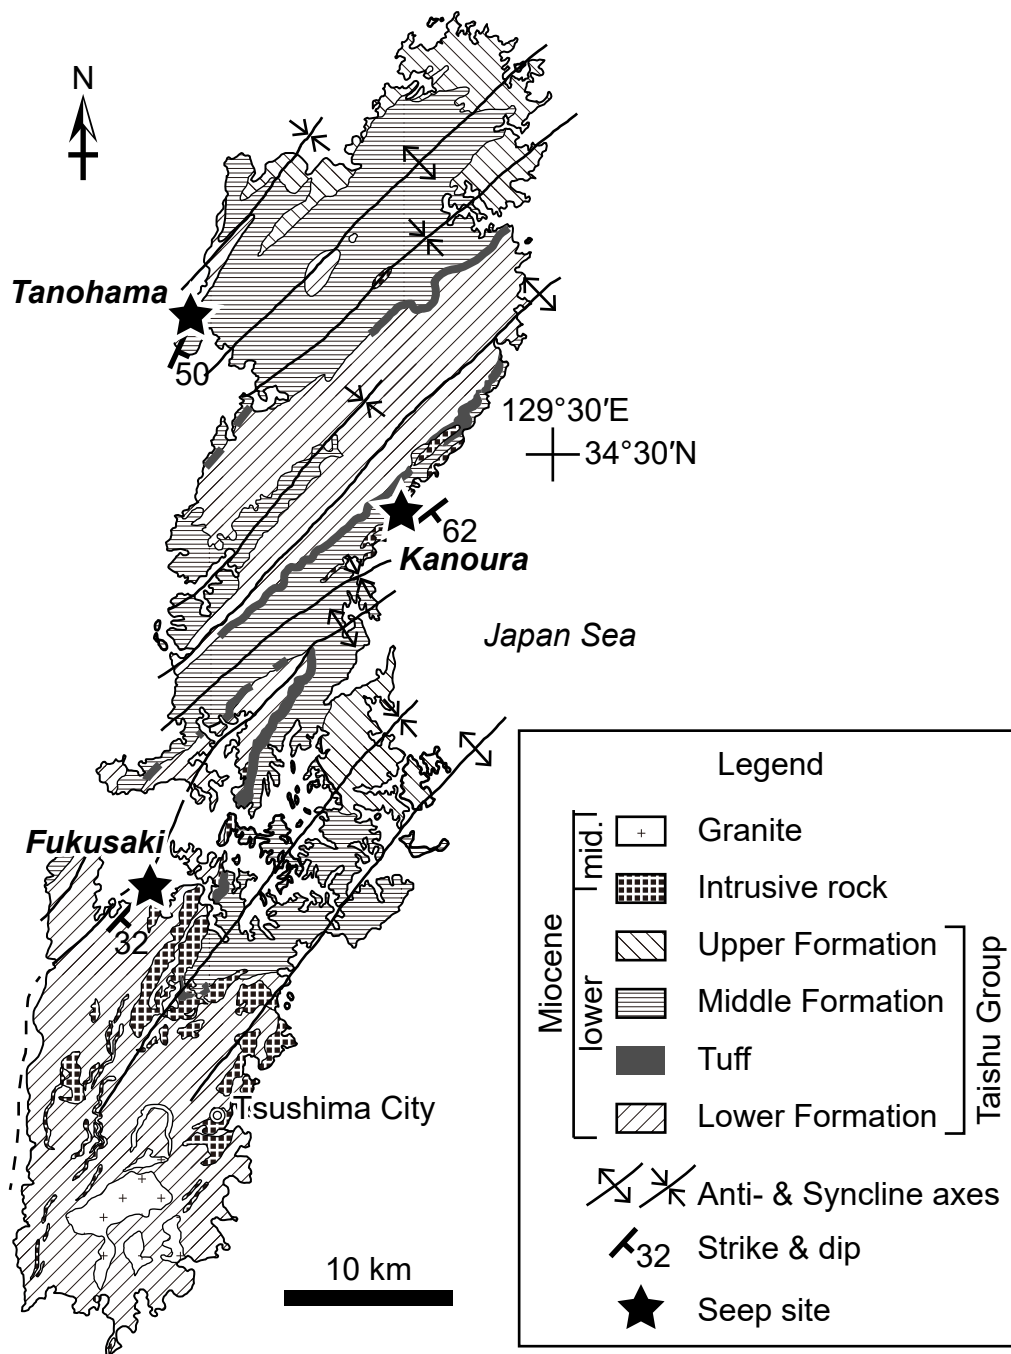 N
Tanohama
50
129°30′E
34°30′N
62
Kanoura
Japan Sea
Fukusaki
32
Tsushima City
10 km
Legend
Miocene
mid.
lower
Granite
Intrusive rock
Upper Formation
Middle Formation
Tuff
Lower Formation
Taishu Group
Anti- & Syncline axes
32
Strike & dip
Seep site